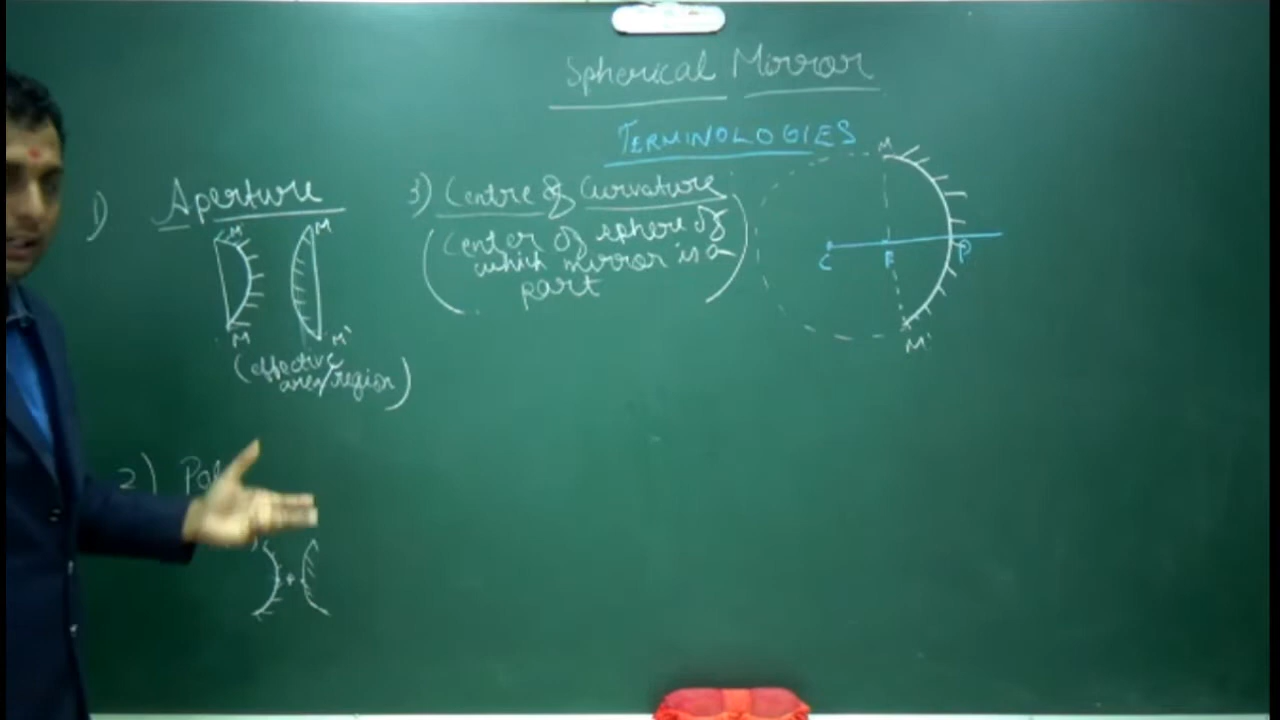 Spherical Mirror
TERMINOLOGIES
1) Aperture
M M
M M'
(effective
area/region)
2)
3) Centre of Curvature
(center of sphere of
which mirror is a
part)
M
C F P
M'